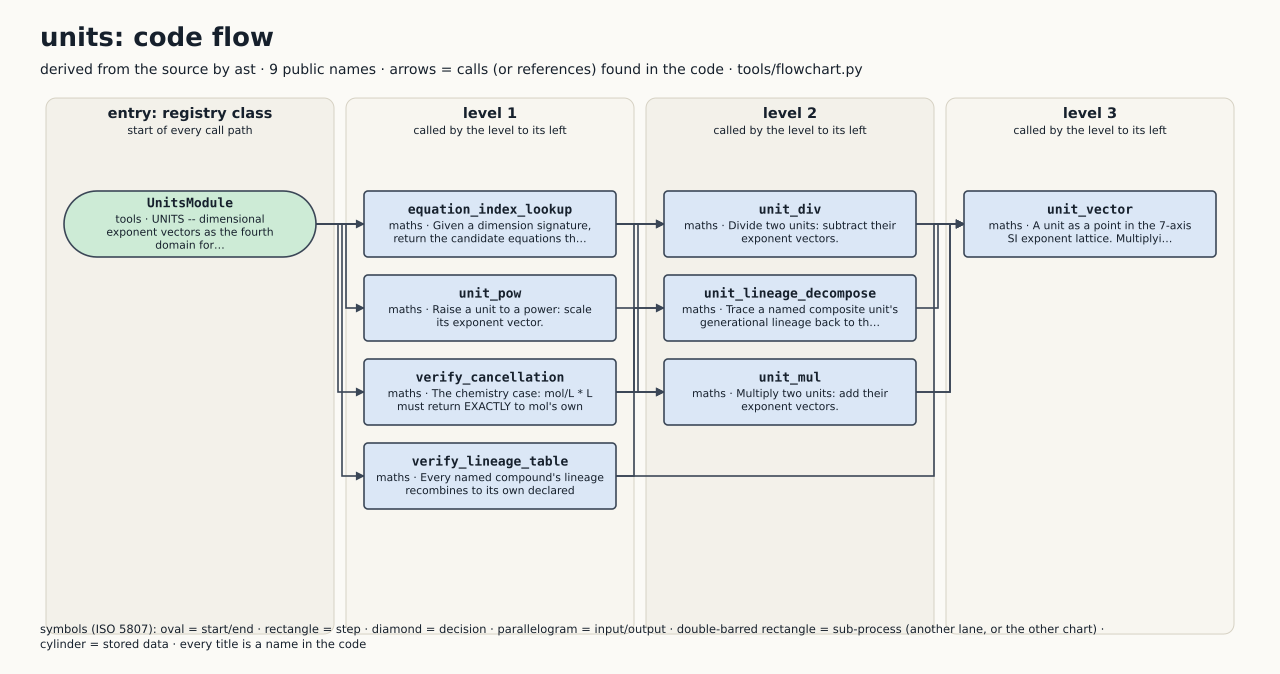 units: code flow
derived from the source by ast · 9 public names · arrows = calls (or references) found in the code · tools/flowchart.py
entry: registry class
start of every call path
UnitsModule
tools · UNITS -- dimensional
exponent vectors as the fourth
domain for…
level 1
called by the level to its left
equation_index_lookup
maths · Given a dimension signature,
return the candidate equations th…
unit_pow
maths · Raise a unit to a power: scale
its exponent vector.
verify_cancellation
maths · The chemistry case: mol/L * L
must return EXACTLY to mol's own
verify_lineage_table
maths · Every named compound's lineage
recombines to its own declared
level 2
called by the level to its left
unit_div
maths · Divide two units: subtract their
exponent vectors.
unit_lineage_decompose
maths · Trace a named composite unit's
generational lineage back to th…
unit_mul
maths · Multiply two units: add their
exponent vectors.
level 3
called by the level to its left
unit_vector
maths · A unit as a point in the 7-axis
SI exponent lattice. Multiplyi…
symbols (ISO 5807): oval = start/end · rectangle = step · diamond = decision · parallelogram = input/output · double-barred rectangle = sub-process (another lane, or the other chart) ·
cylinder = stored data · every title is a name in the code